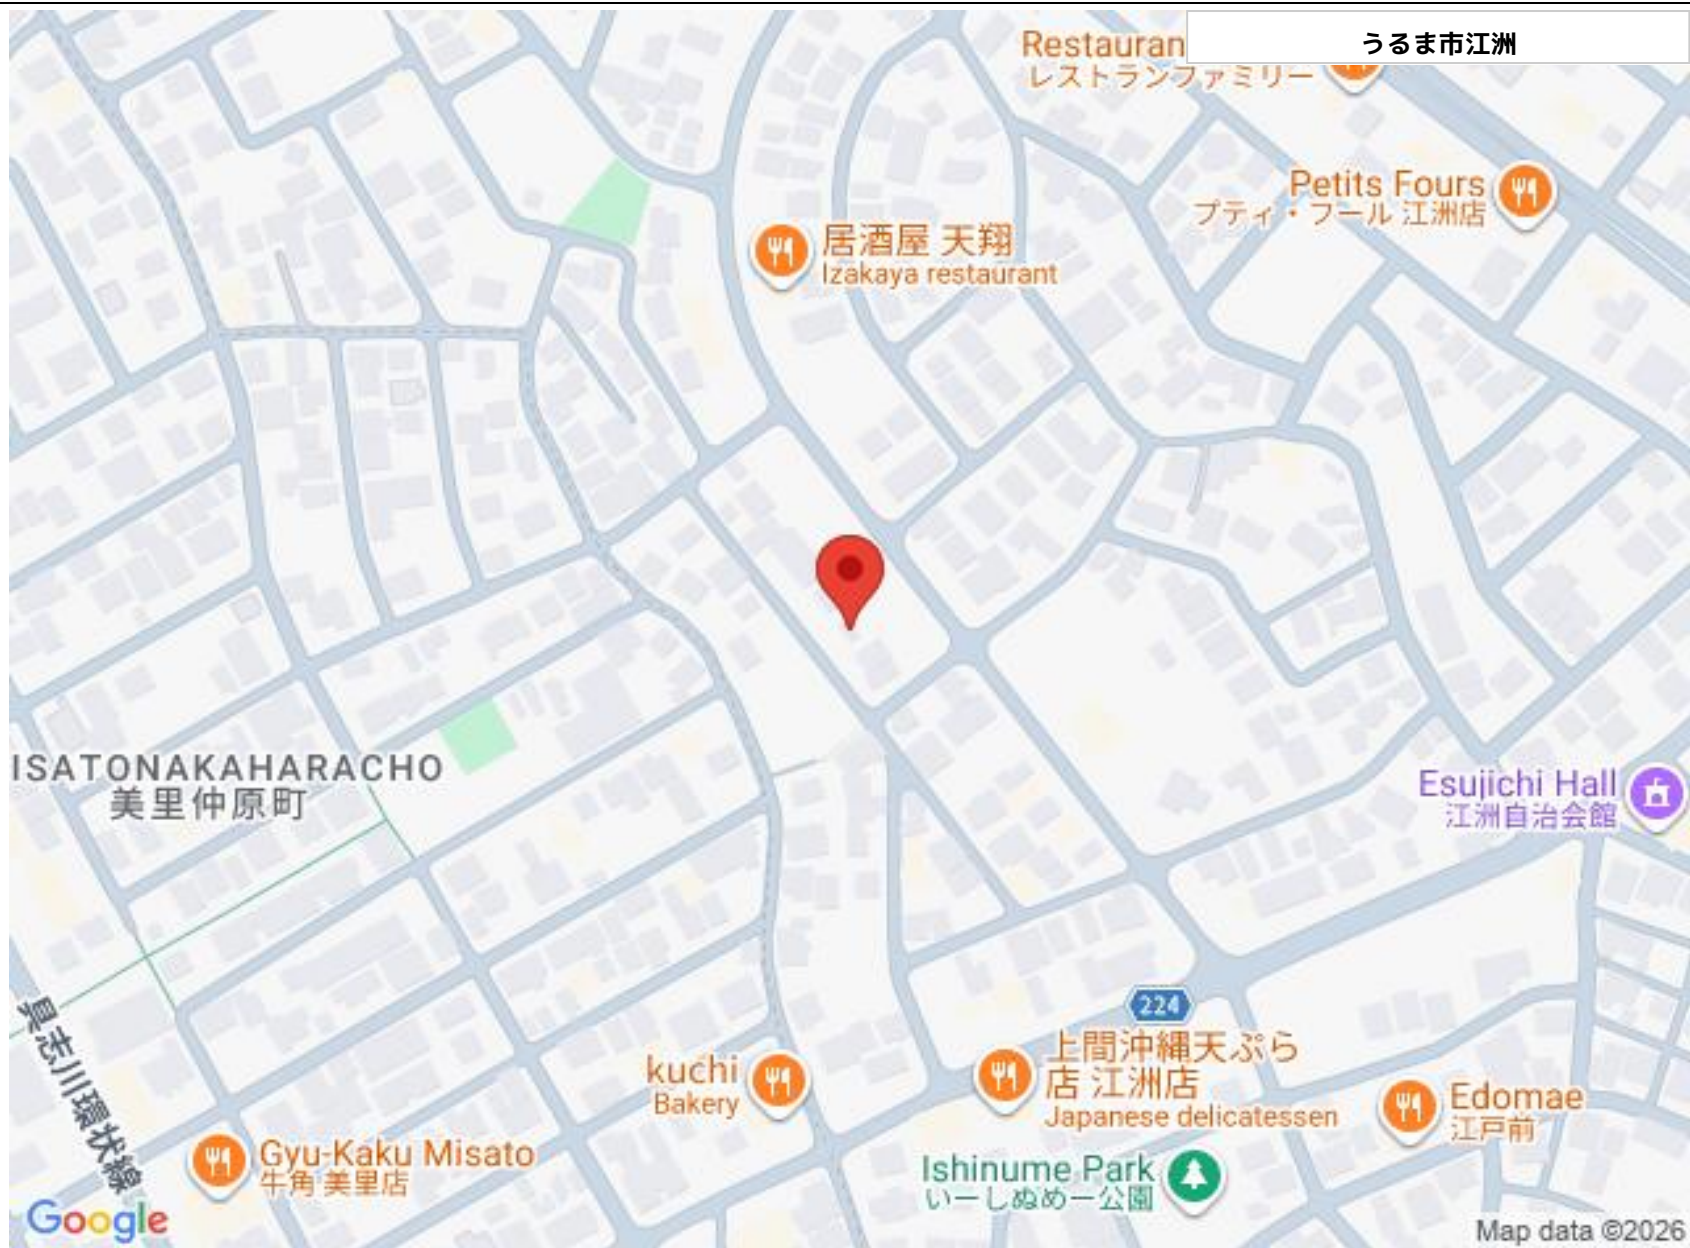 うるま市江洲
Restauran
レストランファミリー
Petits Fours
プティ・フール 江洲店
居酒屋 天翔
Izakaya restaurant
ISATONAKAHARACHO
美里仲原町
Esujichi Hall
江洲自治会館
具志川環状線
224
上間沖縄天ぷら
店 江洲店
Japanese delicatessen
kuchi
Bakery
Edomae
江戸前
Gyu-Kaku Misato
牛角 美里店
Ishinume Park
いーしぬめー公園
Google
Map data ©2026